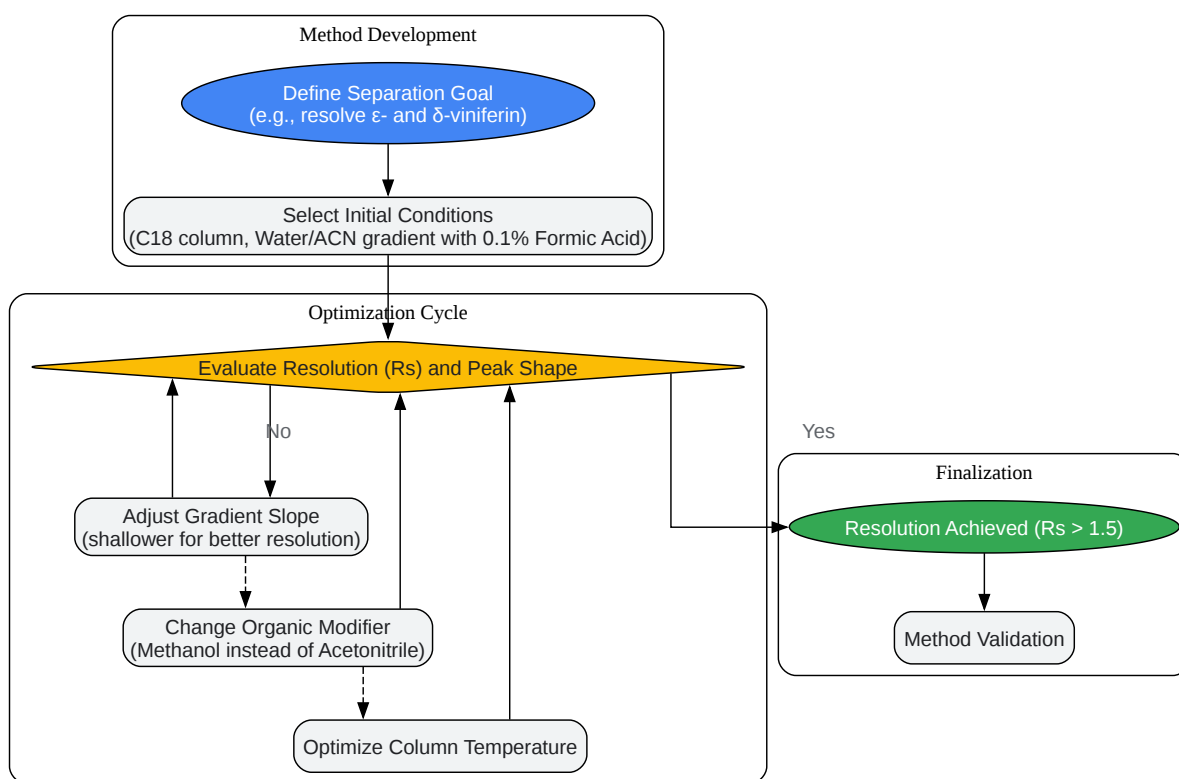 Method Development
Define Separation Goal
(e.g., resolve ε- and δ-viniferin)
Select Initial Conditions
(C18 column, Water/ACN gradient with 0.1% Formic Acid)
Optimization Cycle
Evaluate Resolution (Rs) and Peak Shape
No
Yes
Adjust Gradient Slope
(shallower for better resolution)
Change Organic Modifier
(Methanol instead of Acetonitrile)
Optimize Column Temperature
Finalization
Resolution Achieved (Rs > 1.5)
Method Validation